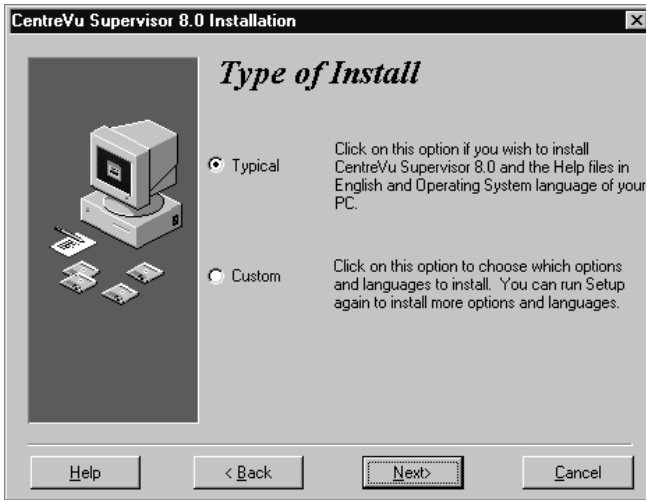 CentreVu Supervisor 8.0 Installation
Type of Install
Typical
Click on this option if you wish to install
CentreVu Supervisor 8.0 and the Help files in
English and Operating System language of your
PC.
Custom
Click on this option to choose which options
and languages to install. You can run Setup
again to install more options and languages.
Help
< Back
Next>
Cancel